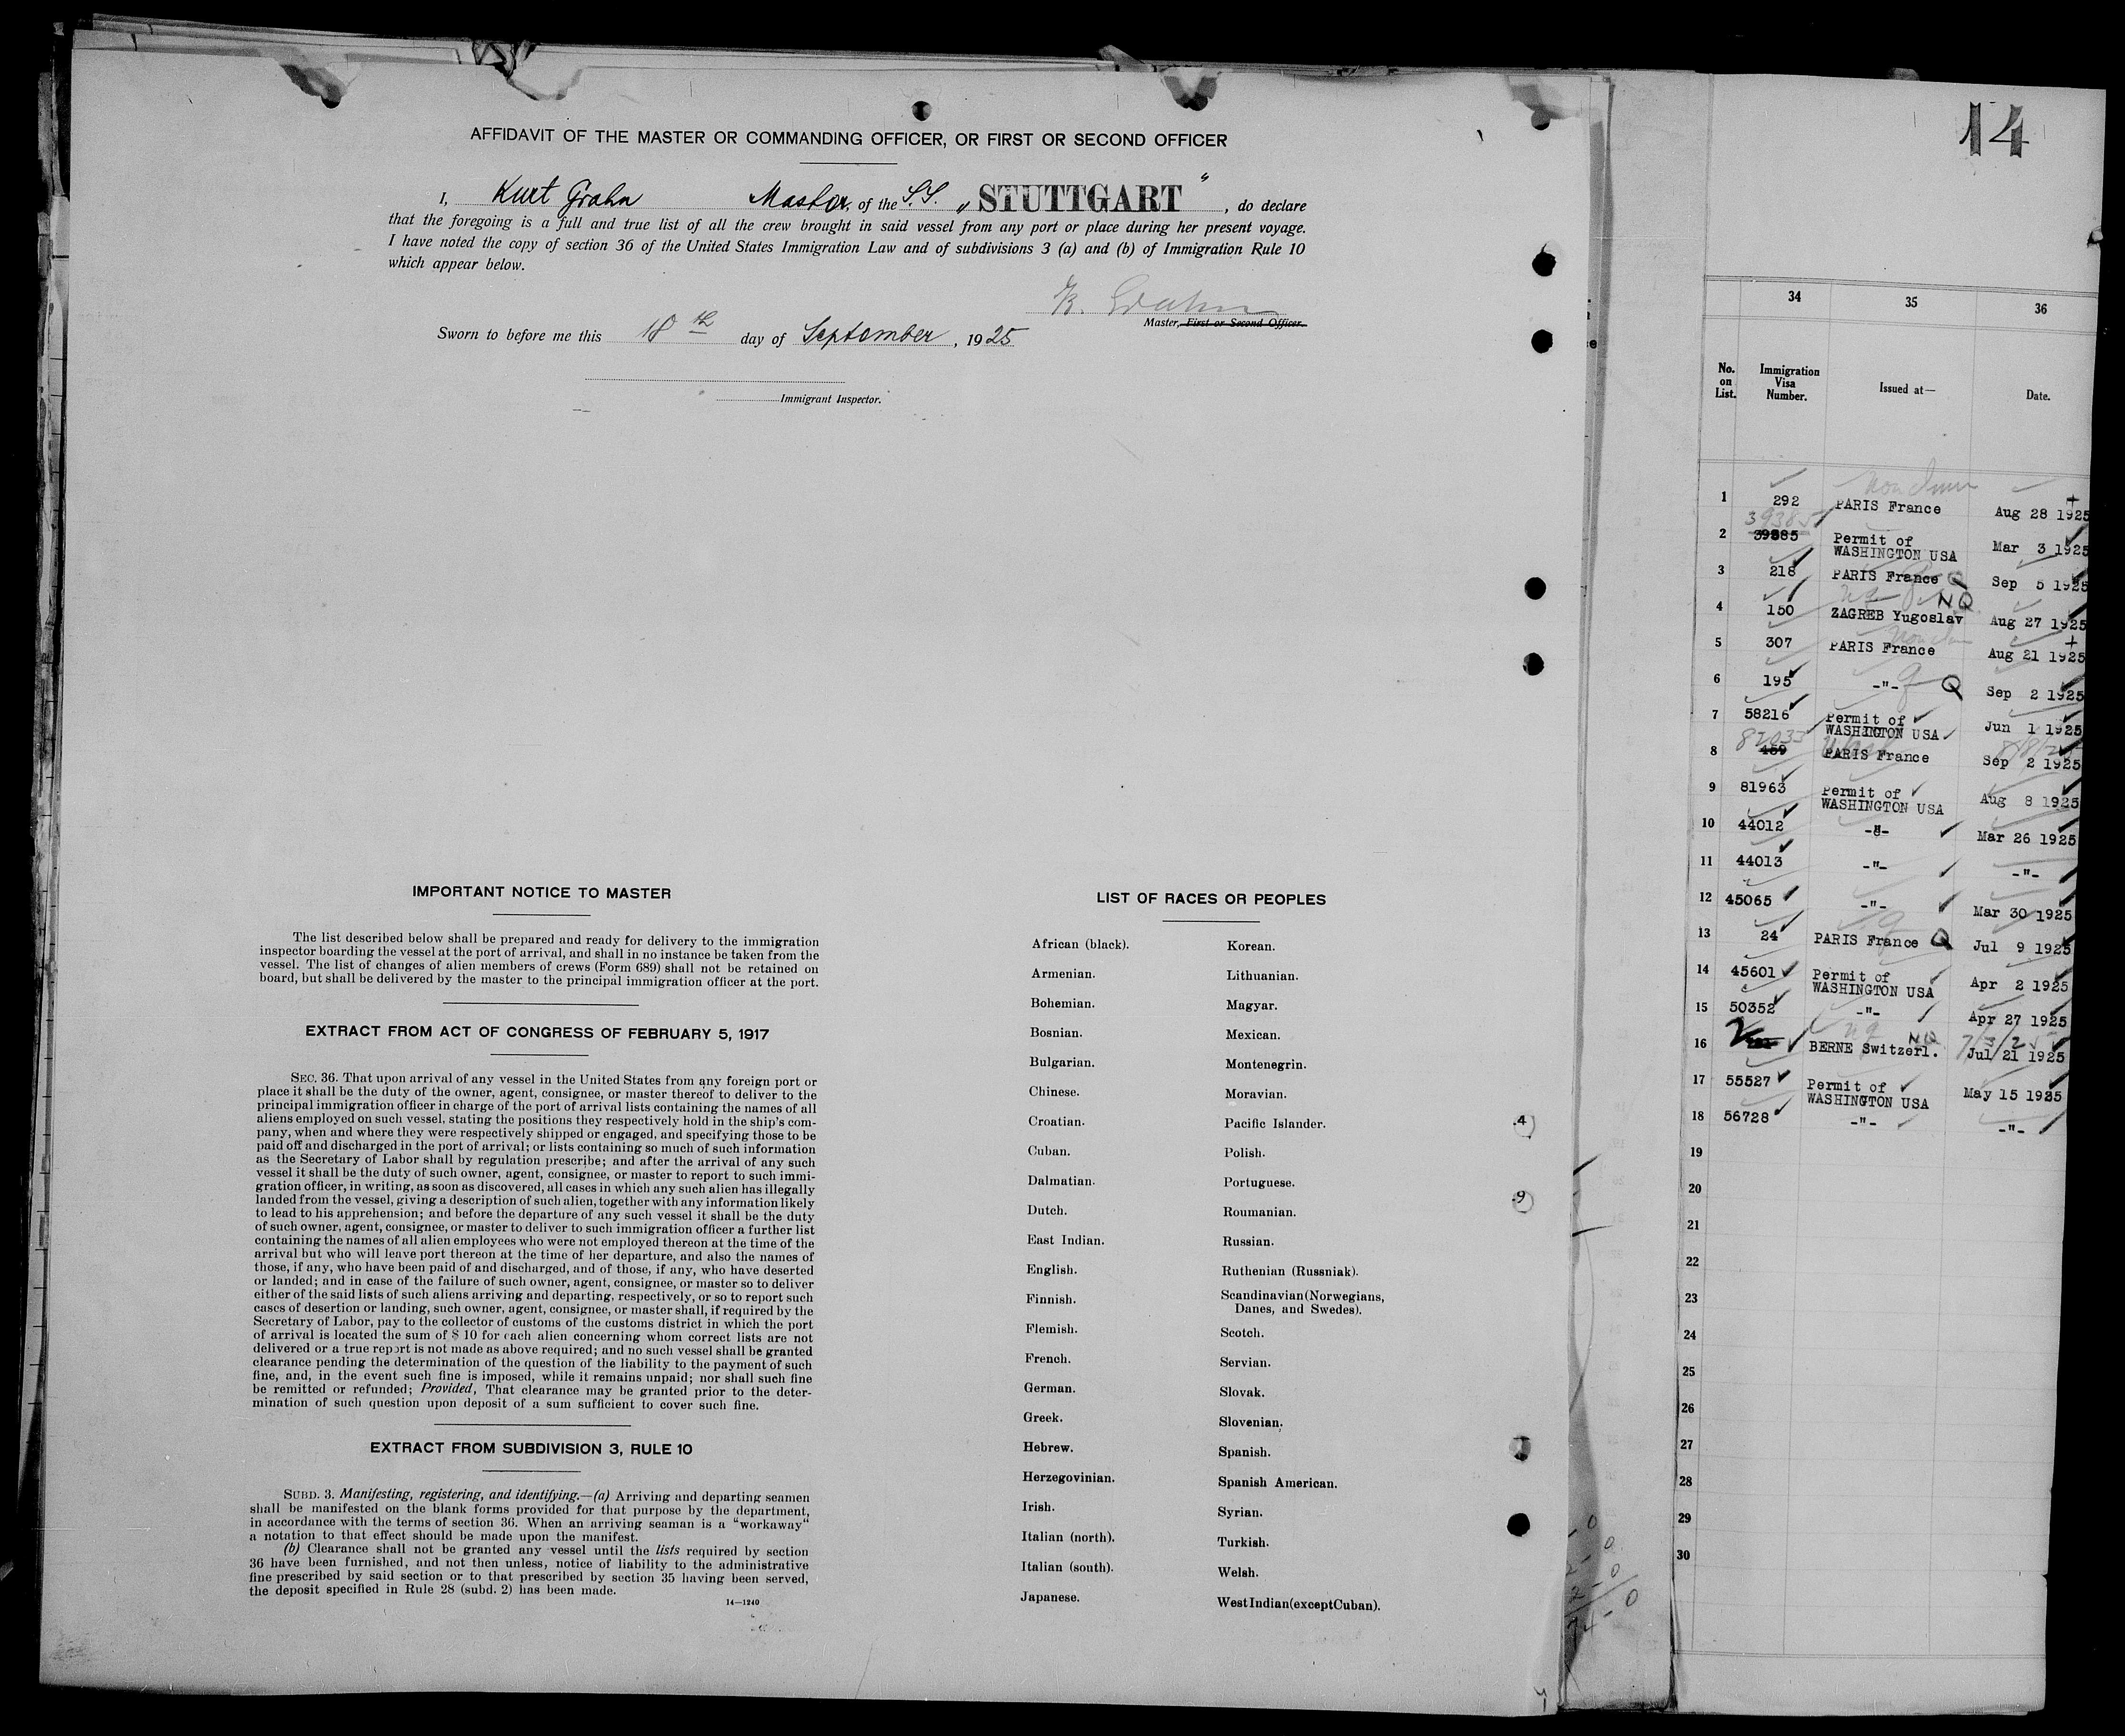 AFFIDAVIT OF THE MASTER OR COMMANDING OFFICER, OR FIRST OR SECOND OFFICER
I, Kurt Grahn Master, of the S.S. „STUTTGART", do declare
that the foregoing is a full and true list of all the crew brought in said vessel from any port or place during her present voyage.
I have noted the copy of section 36 of the United States Immigration Law and of subdivisions 3 (a) and (b) of Immigration Rule 10
which appear below.
K. Grahn
Master, First or Second Officer.
Sworn to before me this 18th day of September, 1925
Immigrant Inspector.
IMPORTANT NOTICE TO MASTER
The list described below shall be prepared and ready for delivery to the immigration
inspector boarding the vessel at the port of arrival, and shall in no instance be taken from the
vessel. The list of changes of alien members of crews (Form 689) shall not be retained on
board, but shall be delivered by the master to the principal immigration officer at the port.
EXTRACT FROM ACT OF CONGRESS OF FEBRUARY 5, 1917
SEC. 36. That upon arrival of any vessel in the United States from any foreign port or
place it shall be the duty of the owner, agent, consignee, or master thereof to deliver to the
principal immigration officer in charge of the port of arrival lists containing the names of all
aliens employed on such vessel, stating the positions they respectively hold in the ship's com-
pany, when and where they were respectively shipped or engaged, and specifying those to be
paid off and discharged in the port of arrival; or lists containing so much of such information
as the Secretary of Labor shall by regulation prescribe; and after the arrival of any such
vessel it shall be the duty of such owner, agent, consignee, or master to report to such immi-
gration officer, in writing, as soon as discovered, all cases in which any such alien has illegally
landed from the vessel, giving a description of such alien, together with any information likely
to lead to his apprehension; and before the departure of any such vessel it shall be the duty
of such owner, agent, consignee, or master to deliver to such immigration officer a further list
containing the names of all alien employees who were not employed thereon at the time of the
arrival but who will leave port thereon at the time of her departure, and also the names of
those, if any, who have been paid of and discharged, and of those, if any, who have deserted
or landed; and in case of the failure of such owner, agent, consignee, or master so to deliver
either of the said lists of such aliens arriving and departing, respectively, or so to report such
cases of desertion or landing, such owner, agent, consignee, or master shall, if required by the
Secretary of Labor, pay to the collector of customs of the customs district in which the port
of arrival is located the sum of $ 10 for each alien concerning whom correct lists are not
delivered or a true report is not made as above required; and no such vessel shall be granted
clearance pending the determination of the question of the liability to the payment of such
fine, and, in the event such fine is imposed, while it remains unpaid; nor shall such fine
be remitted or refunded; Provided, That clearance may be granted prior to the deter-
mination of such question upon deposit of a sum sufficient to cover such fine.
EXTRACT FROM SUBDIVISION 3, RULE 10
SUBD. 3. Manifesting, registering, and identifying.—(a) Arriving and departing seamen
shall be manifested on the blank forms provided for that purpose by the department,
in accordance with the terms of section 36. When an arriving seaman is a "workaway"
a notation to that effect should be made upon the manifest.
(b) Clearance shall not be granted any vessel until the lists required by section
36 have been furnished, and not then unless, notice of liability to the administrative
fine prescribed by said section or to that prescribed by section 35 having been served,
the deposit specified in Rule 28 (subd. 2) has been made.
14—1240
LIST OF RACES OR PEOPLES
African (black). Korean.
Armenian. Lithuanian.
Bohemian. Magyar.
Bosnian. Mexican.
Bulgarian. Montenegrin.
Chinese. Moravian.
Croatian. Pacific Islander.
Cuban. Polish.
Dalmatian. Portuguese.
Dutch. Roumanian.
East Indian. Russian.
English. Ruthenian (Russniak).
Finnish. Scandinavian (Norwegians,
Danes, and Swedes).
Flemish. Scotch.
French. Servian.
German. Slovak.
Greek. Slovenian.
Hebrew. Spanish.
Herzegovinian. Spanish American.
Irish. Syrian.
Italian (north). Turkish.
Italian (south). Welsh.
Japanese. West Indian (except Cuban).
4
9
14
34 35 36
No. on List. Immigration Visa Number. Issued at— Date.
1 292 PARIS France Aug 28 1925
39385
2 39885 Permit of WASHINGTON USA Mar 3 1925
3 218 PARIS France Q Sep 5 1925
NQ
4 150 ZAGREB Yugoslav Aug 27 1925
5 307 PARIS France Aug 21 1925
6 195 -"- Q Sep 2 1925
7 58216 Permit of WASHINGTON USA Jun 1 1925
82033
8 459 PARIS France Sep 2 1925
9 81963 Permit of WASHINGTON USA Aug 8 1925
10 44012 -"- Mar 26 1925
11 44013 -"- -"-
12 45065 -"- Mar 30 1925
13 24 PARIS France Q Jul 9 1925
14 45601 Permit of WASHINGTON USA Apr 2 1925
15 50352 -"- Apr 27 1925
NQ
16 BERNE Switzerl. Jul 21 1925
17 55527 Permit of WASHINGTON USA May 15 1925
18 56728 -"- -"-
19
20
21
22
23
24
25
26
27
28
29
30